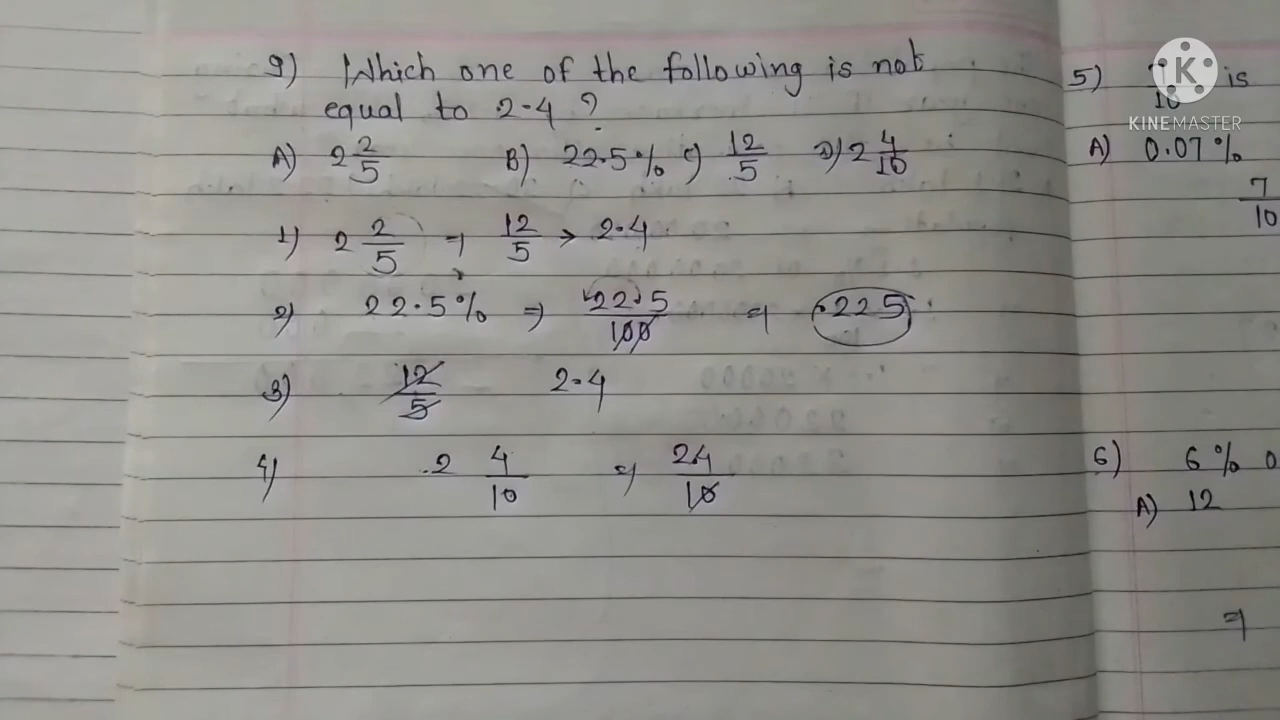 9) Which one of the following is not
equal to 2.4 ?
A) 2 2/5 B) 22.5% C) 12/5 D) 2 4/10
1) 2 2/5 ⇒ 12/5 → 2.4
2) 22.5% ⇒ 22.5/100 ⇒ .225
3) 12/5 2.4
4) 2 4/10 ⇒ 24/10
5) /10 is
A) 0.07%
7/10
6) 6%
A) 12
⇒
KINEMASTER